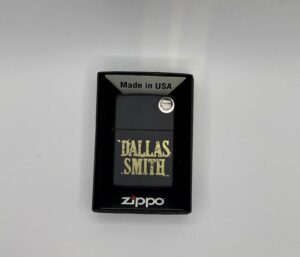 Made in USA
DALLAS
SMITH
zippo